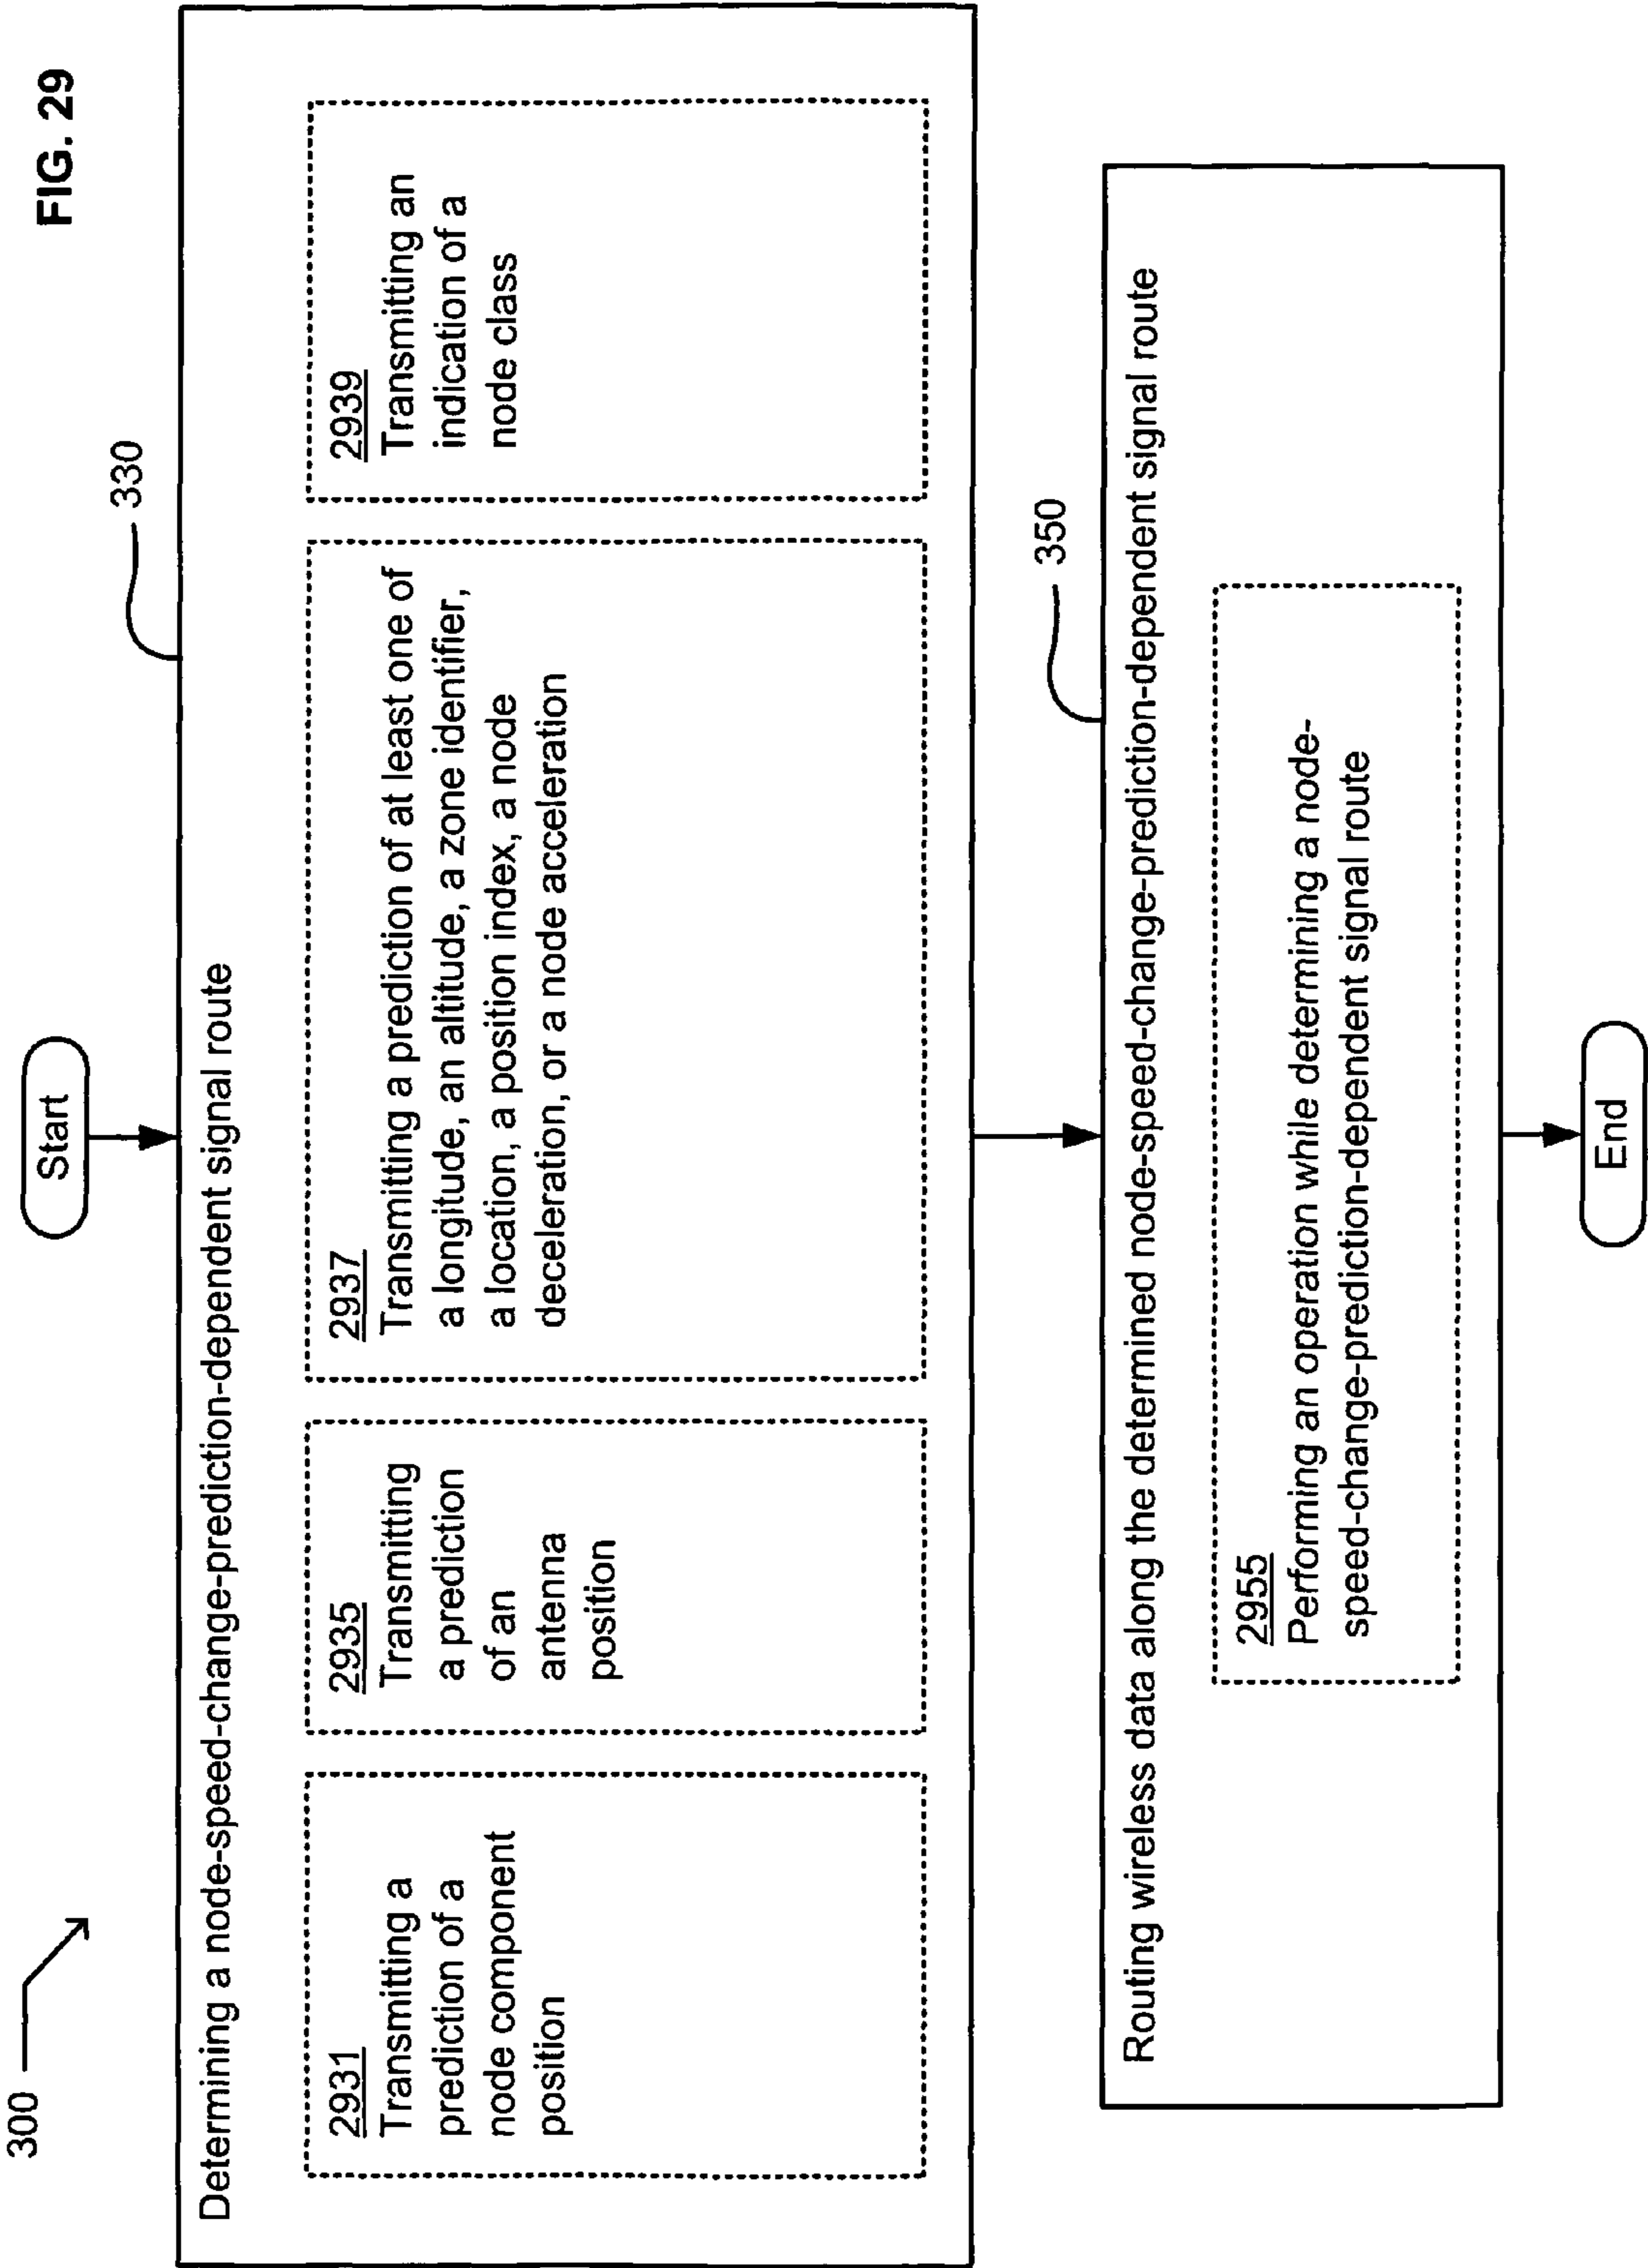 FIG. 29
300
Start
330
Determining a node-speed-change-prediction-dependent signal route
2931
Transmitting a
prediction of a
node component
position
2935
Transmitting
a prediction
of an
antenna
position
2937
Transmitting a prediction of at least one of
a longitude, an altitude, a zone identifier,
a location, a position index, a node
deceleration, or a node acceleration
2939
Transmitting an
indication of a
node class
350
Routing wireless data along the determined node-speed-change-prediction-dependent signal route
2955
Performing an operation while determining a node-
speed-change-prediction-dependent signal route
End